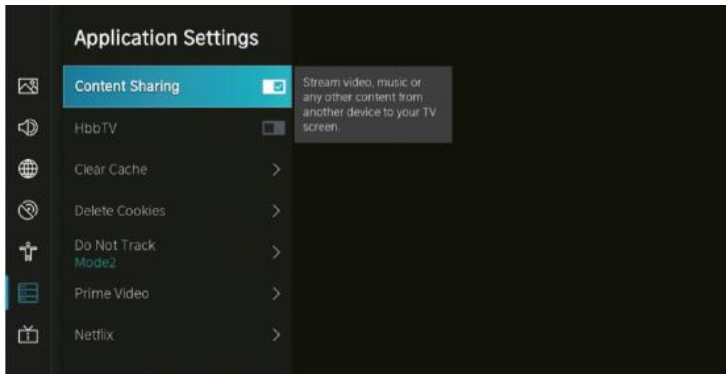 Application Settings
Content Sharing
Stream video, music or
any other content from
another device to your TV
screen.
HbbTV
Clear Cache
Delete Cookies
Do Not Track
Mode2
Prime Video
Netflix